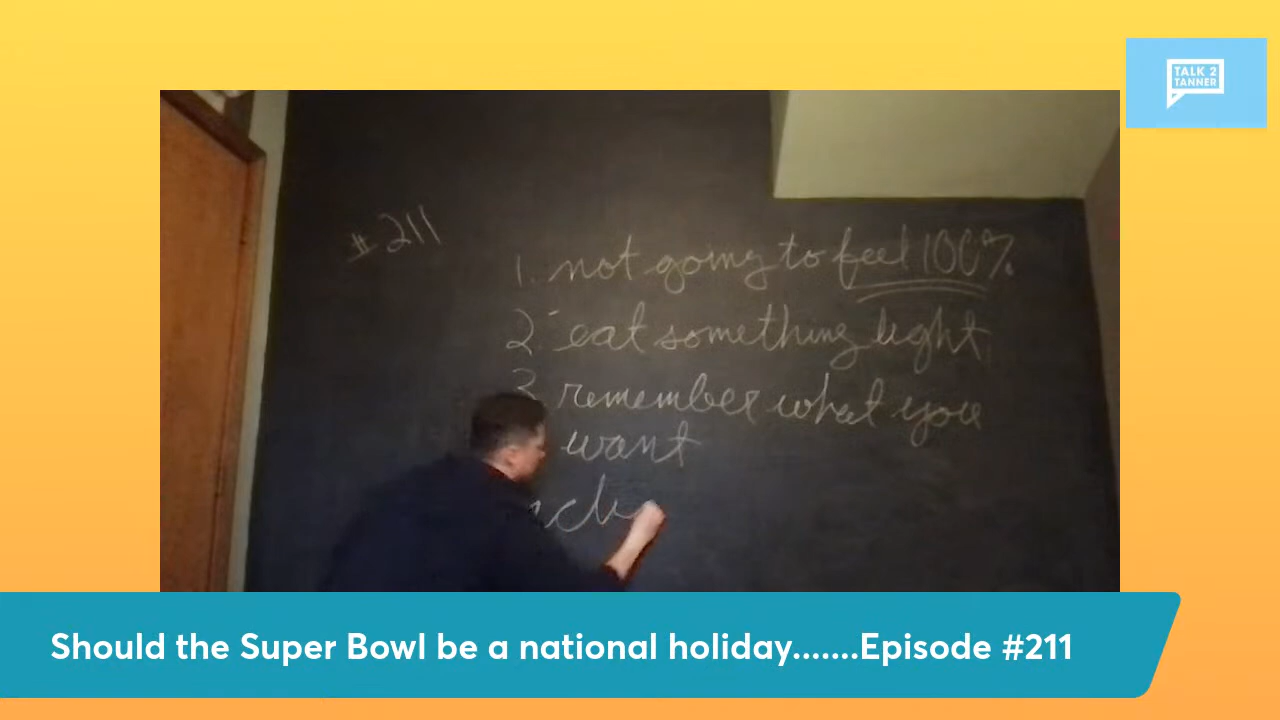 TALK 2
TANNER
#211
1. not going to feel 100%
2. eat something light
3 remember what you
want
Should the Super Bowl be a national holiday.......Episode #211